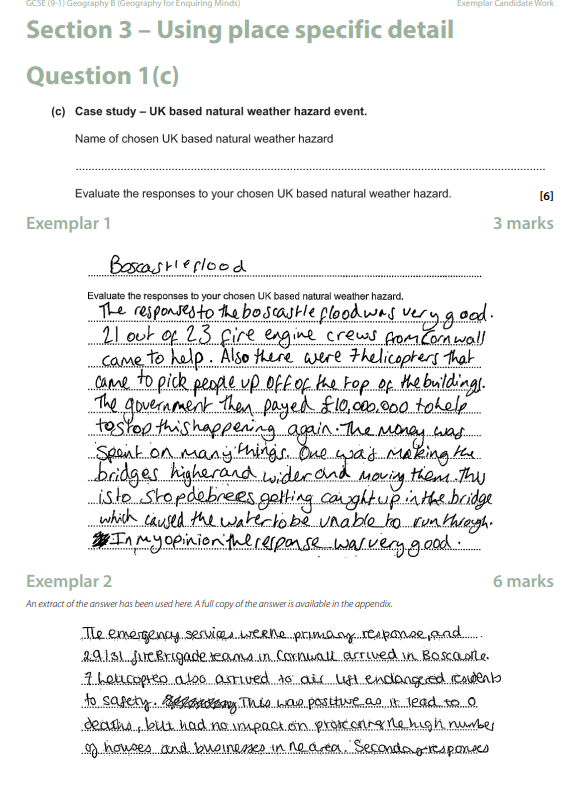 GCSE (9-1) Geography B (Geography for Enquiring Minds) Exemplar Candidate Work
Section 3 – Using place specific detail
Question 1(c)
(c) Case study – UK based natural weather hazard event.
Name of chosen UK based natural weather hazard
Evaluate the responses to your chosen UK based natural weather hazard. [6]
Exemplar 1 3 marks
Boscastle flood
Evaluate the responses to your chosen UK based natural weather hazard.
The responses to the boscastle flood was very good.
21 out of 23 fire engine crews from Cornwall
came to help. Also there were 7 helicopters that
came to pick people up off of the top of the buildings.
The government then payed £10,000,000 to help
to stop this happening again. The money was
spent on many things. One was making the
bridges higher and wider and moving them. This
is to stop debrees getting caught up in the bridge
which caused the water to be unable to run through.
In my opinion the response was very good.
Exemplar 2 6 marks
An extract of the answer has been used here. A full copy of the answer is available in the appendix.
The emergency services were the primary response, and
29/31 fire Brigade teams in Cornwall arrived in Boscastle.
7 helicopters also arrived to air lift endangered residents
to safety. This was positive as it lead to 0
deaths, but had no impact on protecting the high number
of houses and businesses in the area. Secondary responses